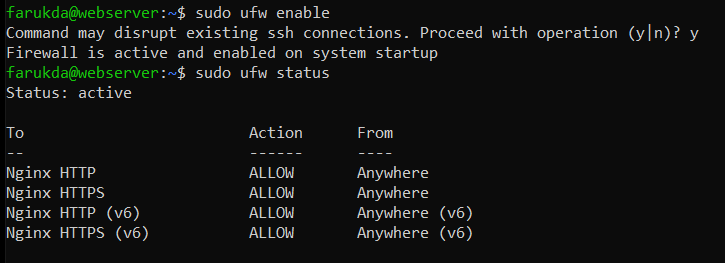 farukda@webserver:~$ sudo ufw enable
Command may disrupt existing ssh connections. Proceed with operation (y|n)? y
Firewall is active and enabled on system startup
farukda@webserver:~$ sudo ufw status
Status: active

To                         Action      From
--                         ------      ----
Nginx HTTP                 ALLOW       Anywhere
Nginx HTTPS                ALLOW       Anywhere
Nginx HTTP (v6)            ALLOW       Anywhere (v6)
Nginx HTTPS (v6)           ALLOW       Anywhere (v6)